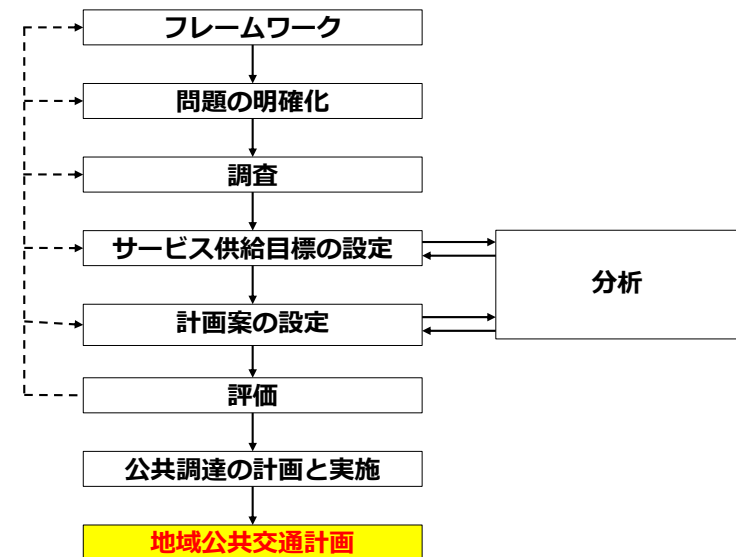 フレームワーク
問題の明確化
調査
サービス供給目標の設定
分析
計画案の設定
評価
公共調達の計画と実施
地域公共交通計画